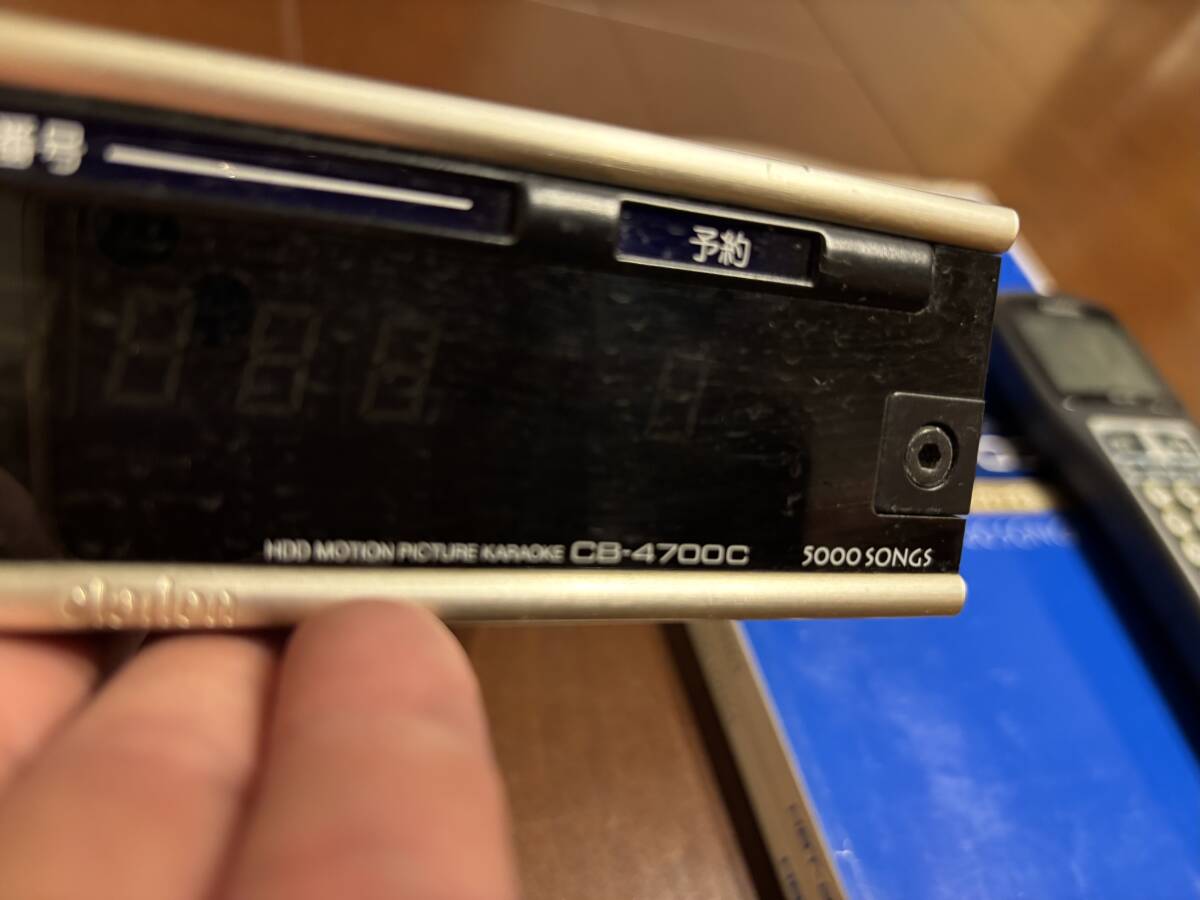 番号
予約
HDD MOTION PICTURE KARAOKE CB-4700C 5000 SONGS
clarion